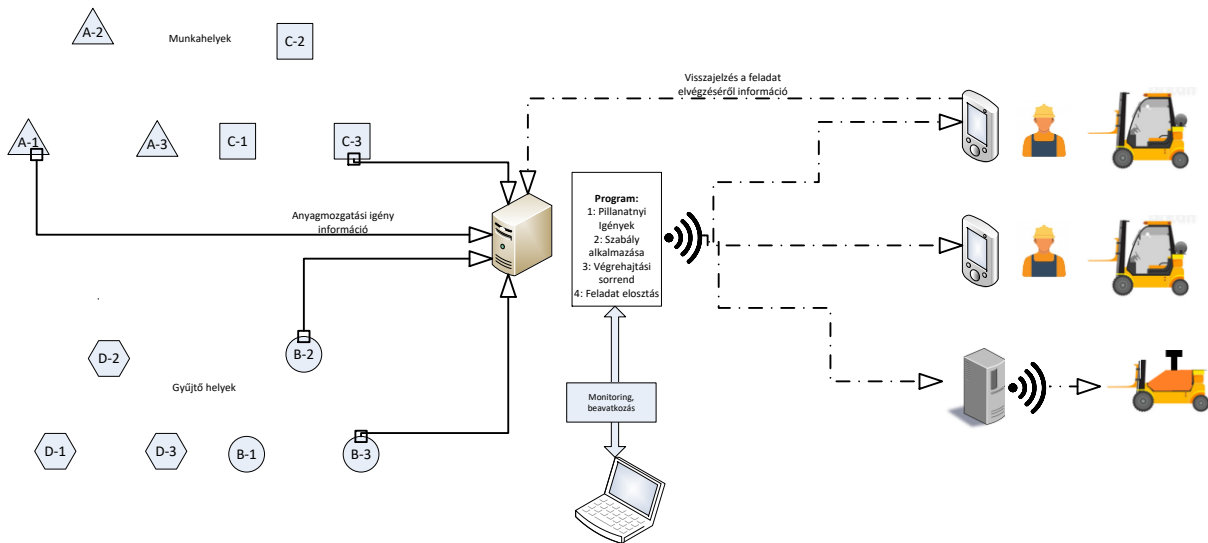 A-2
Munkahelyek
C-2
A-1
A-3
C-1
C-3
Visszajelzés a feladat
elvégzéséről információ
Anyagmozgatási igény
információ
Program:
1: Pillanatnyi
Igények
2: Szabály
alkalmazása
3: Végrehajtási
sorrend
4: Feladat elosztás
D-2
B-2
Gyűjtő helyek
D-1
D-3
B-1
B-3
Monitoring,
beavatkozás